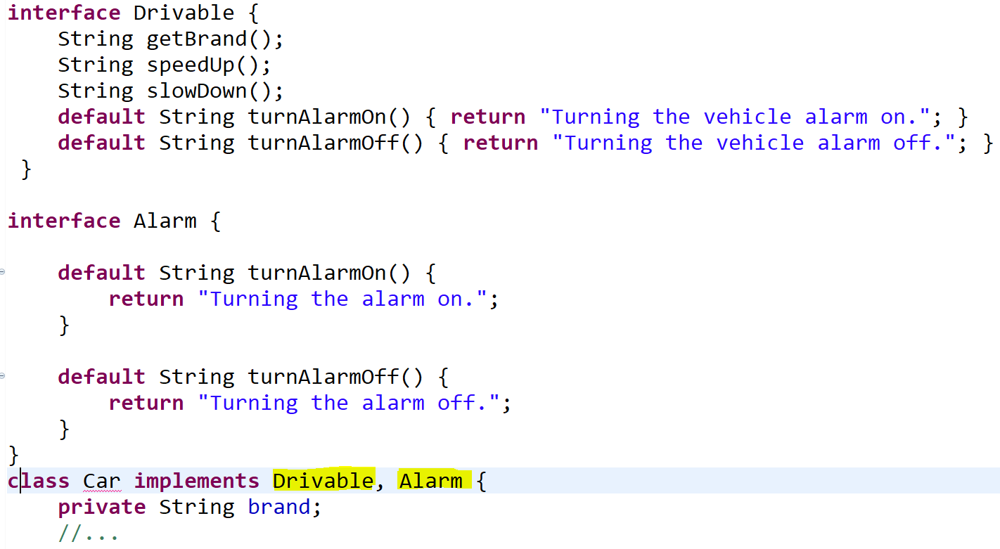 interface Drivable {
    String getBrand();
    String speedUp();
    String slowDown();
    default String turnAlarmOn() { return "Turning the vehicle alarm on."; }
    default String turnAlarmOff() { return "Turning the vehicle alarm off."; }
 }
interface Alarm {
    default String turnAlarmOn() {
        return "Turning the alarm on.";
    }
    default String turnAlarmOff() {
        return "Turning the alarm off.";
    }
}
class Car implements Drivable, Alarm {
    private String brand;
    //...